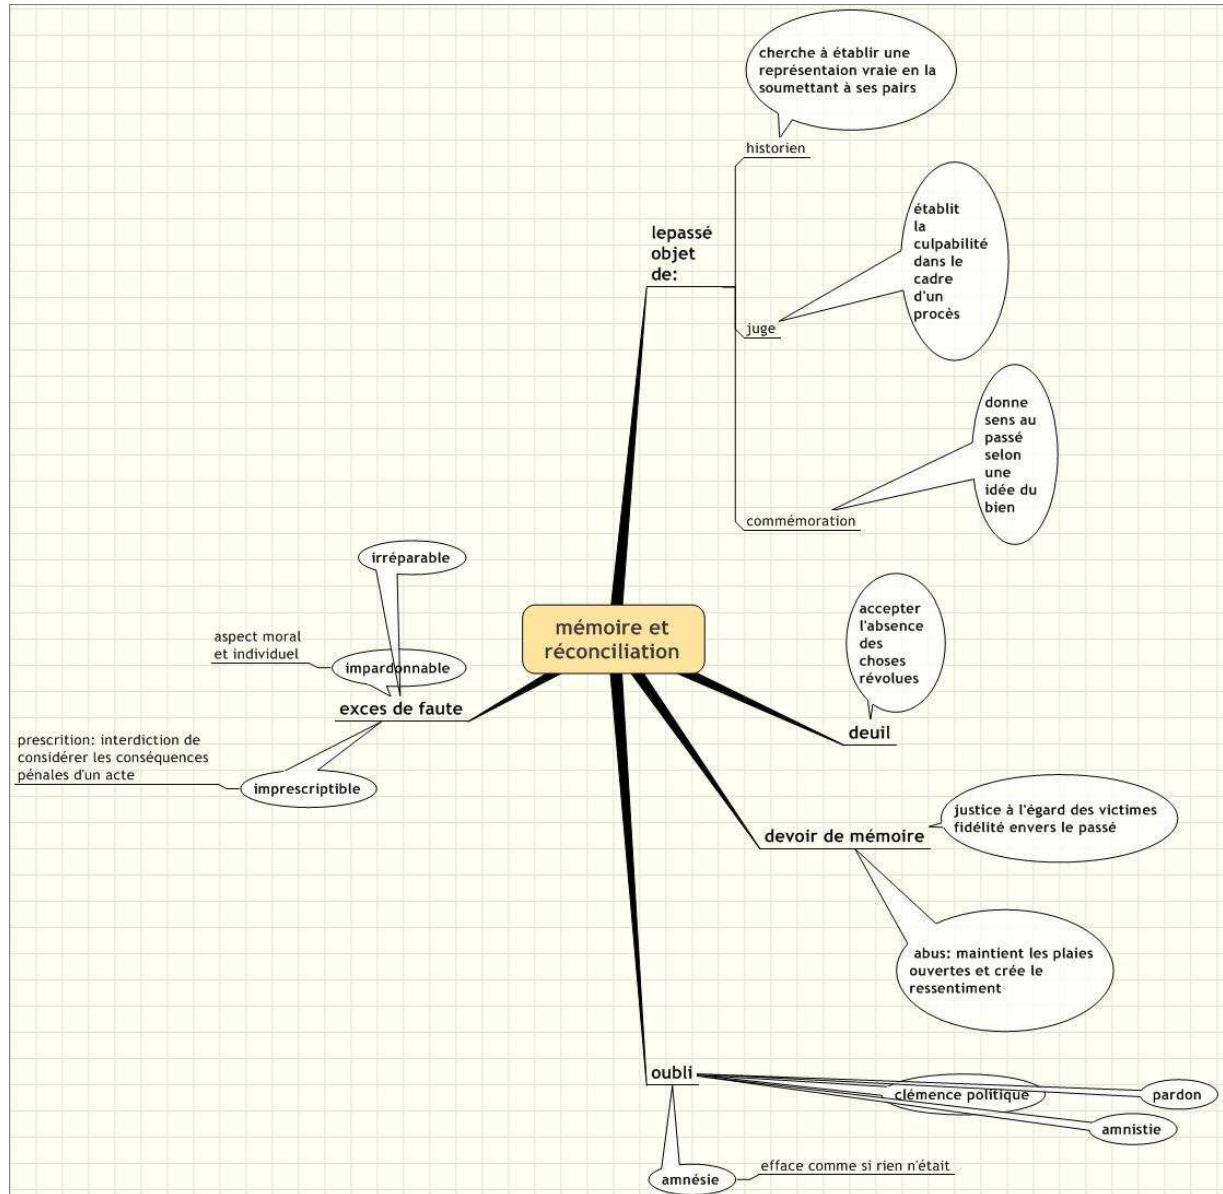 cherche à établir une
représentaion vraie en la
soumettant à ses pairs
historien
lepassé
objet
de:
établit
la
culpabilité
dans le
cadre
d'un
procès
juge
donne
sens au
passé
selon
une
idée du
bien
commémoration
mémoire et
réconciliation
irréparable
aspect moral
et individuel
impardonnable
exces de faute
prescrition: interdiction de
considérer les conséquences
pénales d'un acte
imprescriptible
accepter
l'absence
des
choses
révolues
deuil
devoir de mémoire
justice à l'égard des victimes
fidélité envers le passé
abus: maintient les plaies
ouvertes et crée le
ressentiment
oubli
clémence politique
pardon
amnistie
amnésie
efface comme si rien n'était